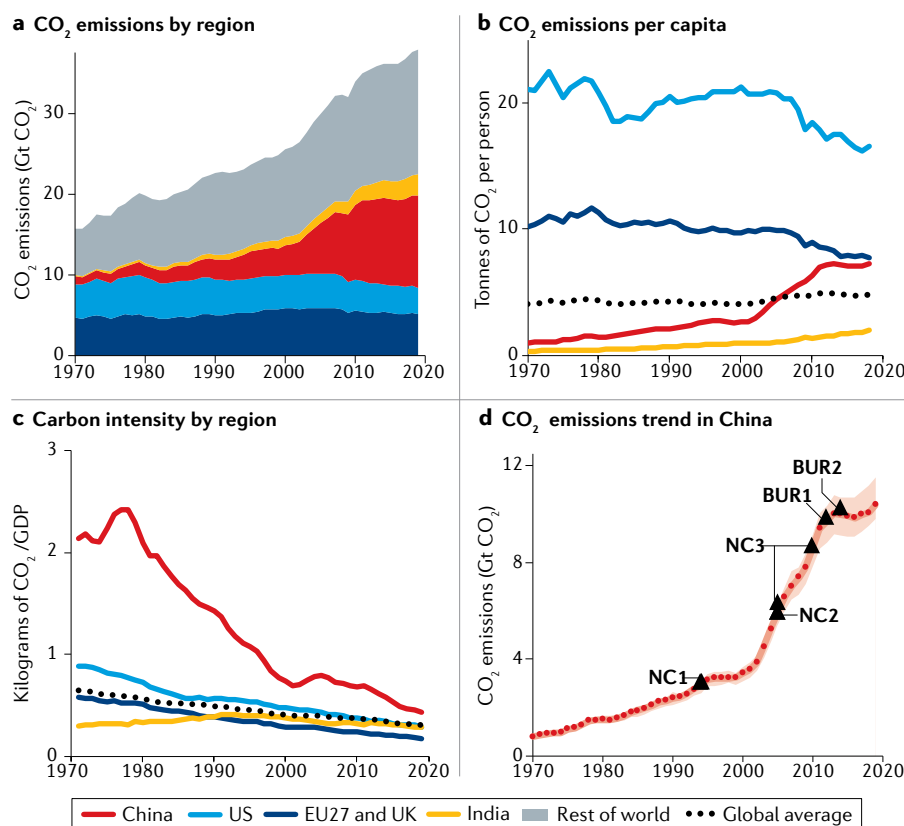 a CO₂ emissions by region
CO₂ emissions (Gt CO₂)
30
20
10
0
1970 1980 1990 2000 2010 2020
b CO₂ emissions per capita
Tonnes of CO₂ per person
20
10
0
1970 1980 1990 2000 2010 2020
c Carbon intensity by region
Kilograms of CO₂/GDP
3
2
1
0
1970 1980 1990 2000 2010 2020
d CO₂ emissions trend in China
CO₂ emissions (Gt CO₂)
12
8
4
0
BUR2
BUR1
NC3
NC2
NC1
1970 1980 1990 2000 2010 2020
China US EU27 and UK India Rest of world Global average